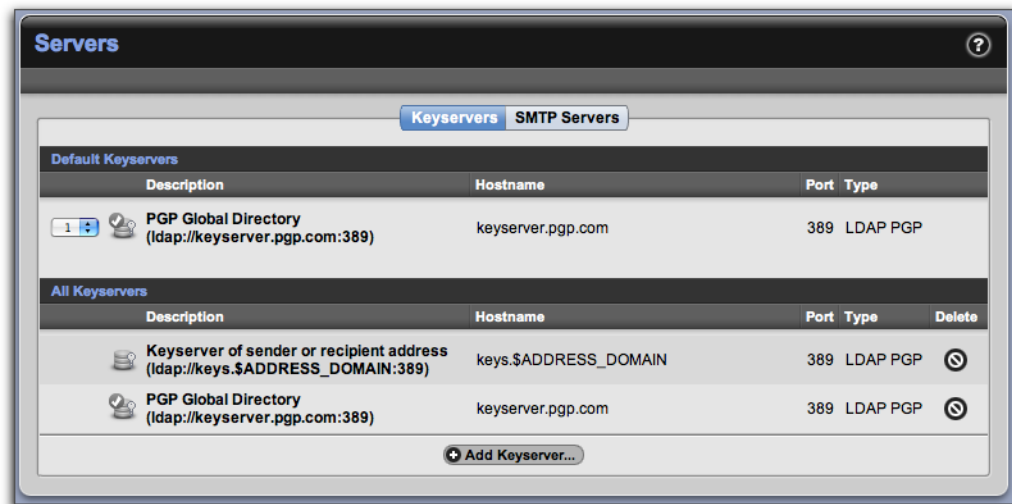 Servers
?
Keyservers SMTP Servers
Default Keyservers
Description Hostname Port Type
1 PGP Global Directory keyserver.pgp.com 389 LDAP PGP
(ldap://keyserver.pgp.com:389)
All Keyservers
Description Hostname Port Type Delete
Keyserver of sender or recipient address keys.$ADDRESS_DOMAIN 389 LDAP PGP
(ldap://keys.$ADDRESS_DOMAIN:389)
PGP Global Directory keyserver.pgp.com 389 LDAP PGP
(ldap://keyserver.pgp.com:389)
Add Keyserver...